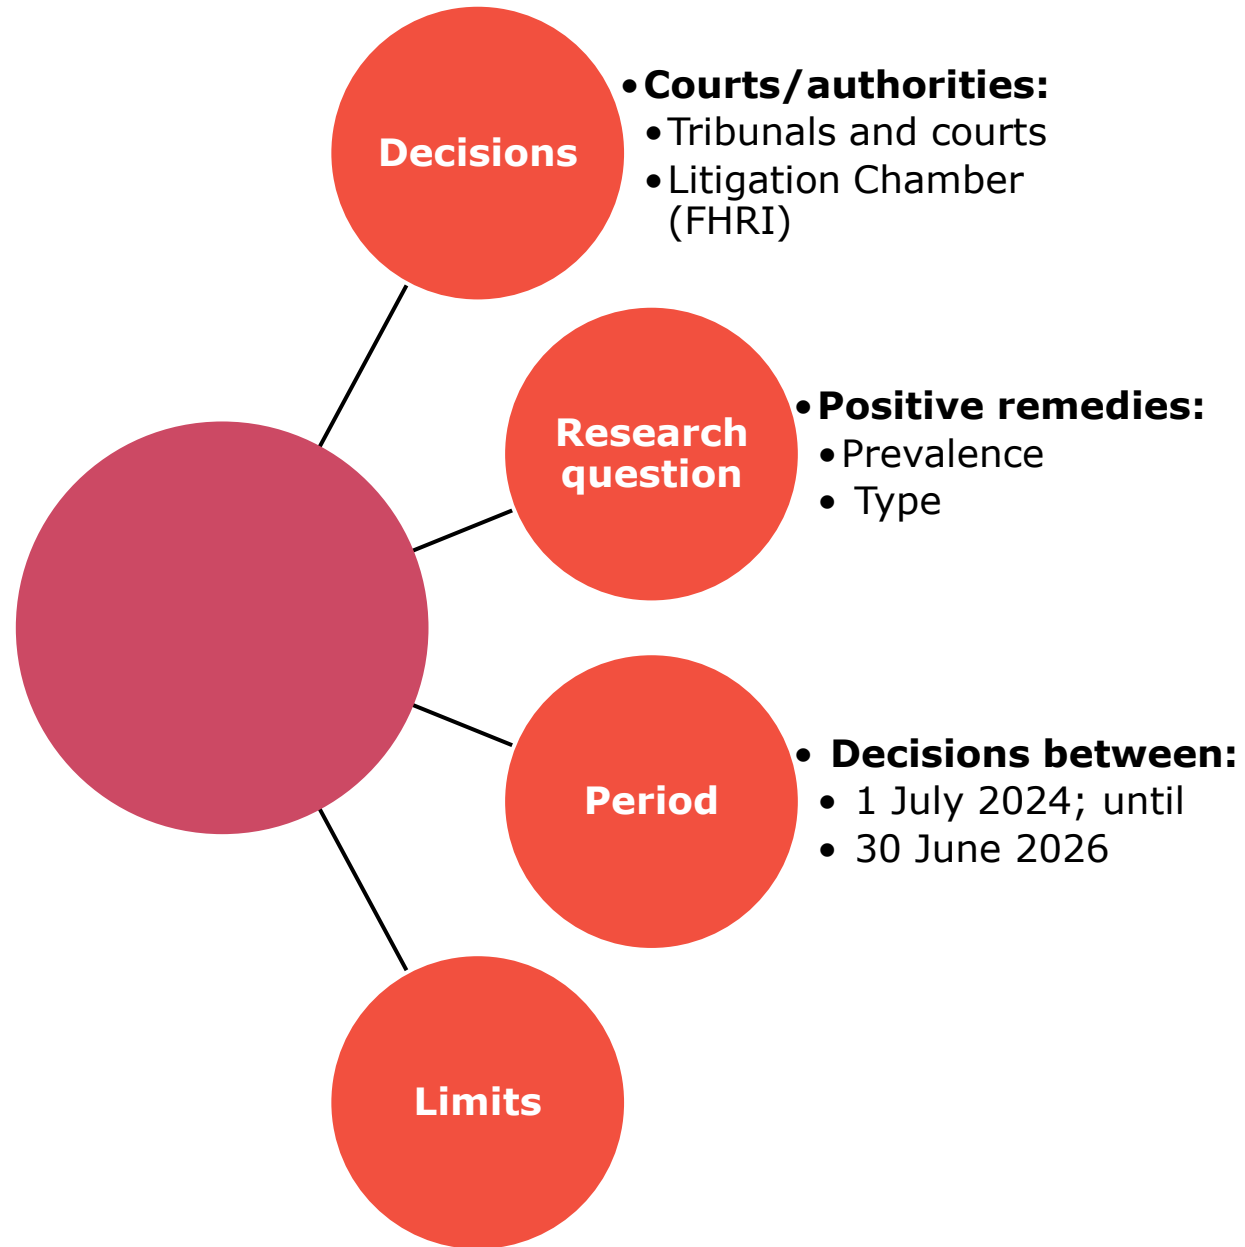 Decisions
• Courts/authorities:
• Tribunals and courts
• Litigation Chamber
(FHRI)
Research
question
• Positive remedies:
• Prevalence
• Type
Period
• Decisions between:
• 1 July 2024; until
• 30 June 2026
Limits